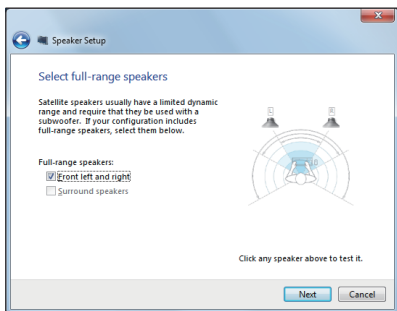 Speaker Setup
Select full-range speakers
Satellite speakers usually have a limited dynamic
range and require that they be used with a
subwoofer. If your configuration includes
full-range speakers, select them below.
L R
Full-range speakers:
Front left and right
Surround speakers
Click any speaker above to test it.
Next Cancel